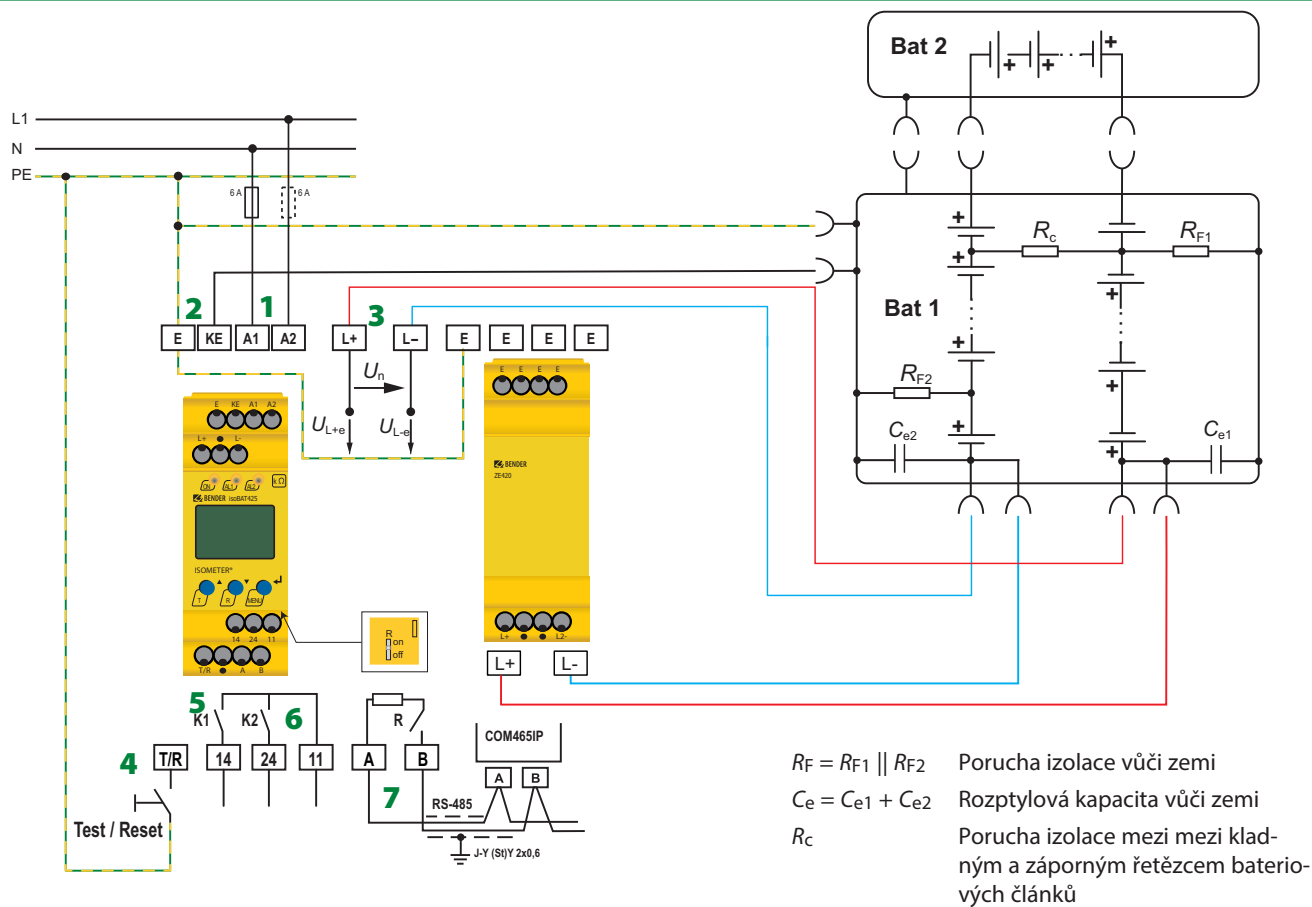 Bat 2
L1
N
PE
6 A
6 A
2
1
3
E
KE
A1
A2
L+
L–
E
E
E
E
Un
UL+e
UL-e
Rc
RF1
Bat 1
RF2
Ce2
Ce1
E KE A1 A2
L+ L-
ON AL1 AL2 kΩ
BENDER isoBAT425
ISOMETER®
T R MENU
14 24 11
T/R A B
R
on
off
E E E E
BENDER
ZE420
L+ L2-
L+
L-
5
K1
K2
6
R
COM465IP
4
T/R
14
24
11
A
B
A
B
7
RS-485
Test / Reset
J-Y (St)Y 2x0,6
RF = RF1 || RF2 Porucha izolace vůči zemi
Ce = Ce1 + Ce2 Rozptylová kapacita vůči zemi
Rc Porucha izolace mezi mezi klad-
ným a záporným řetězcem baterio-
vých článků